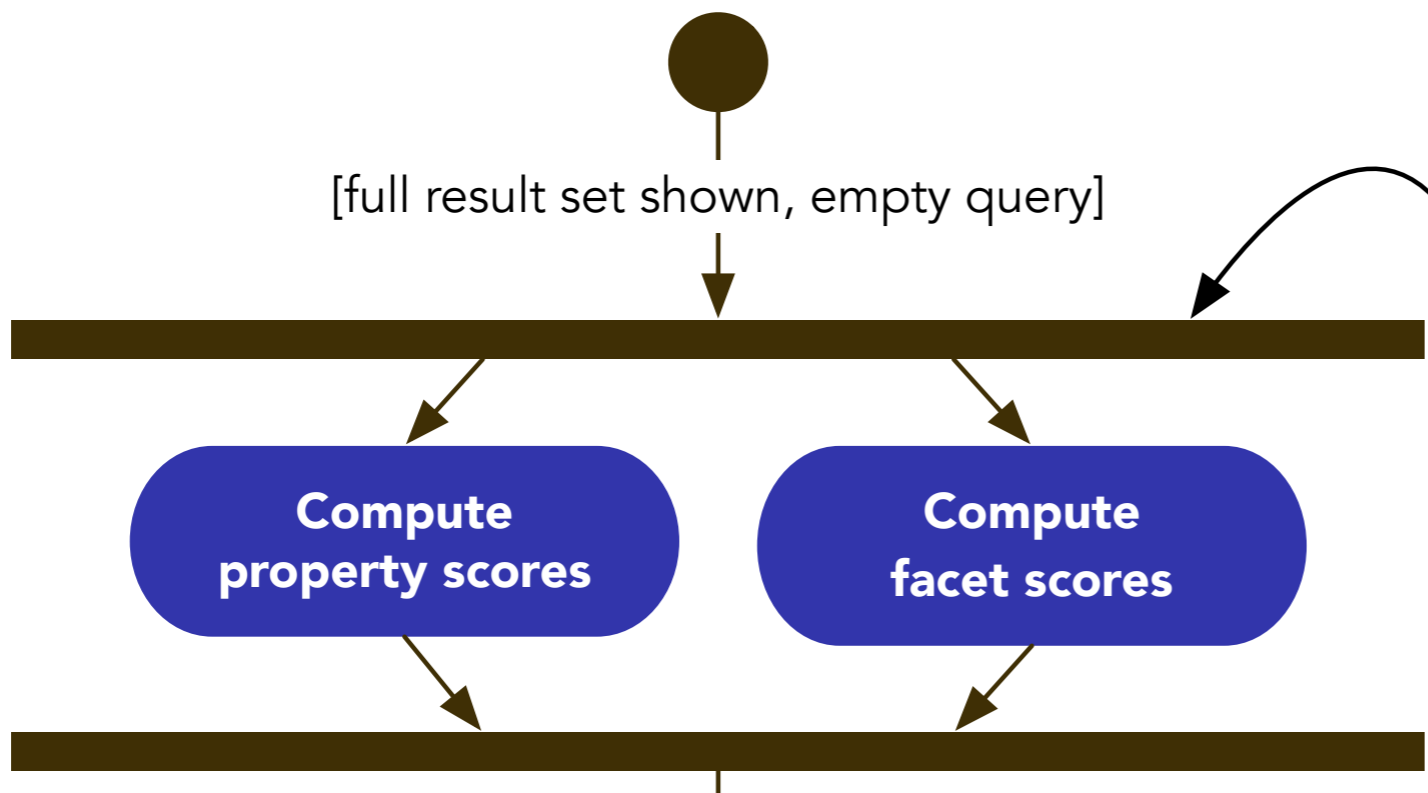 [full result set shown, empty query]
Compute
property scores
Compute
facet scores